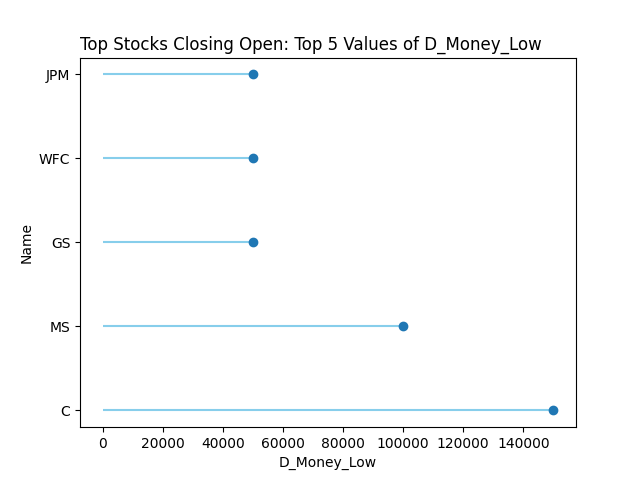 Top Stocks Closing Open: Top 5 Values of D_Money_Low
JPM
WFC
GS
MS
C
Name
0 20000 40000 60000 80000 100000 120000 140000
D_Money_Low